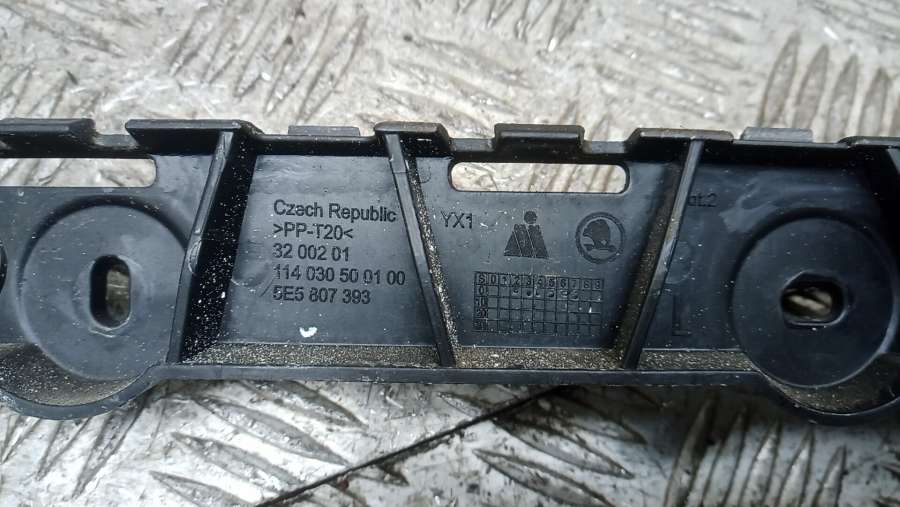 Czach Republic
>PP-T20<
32 002 01
114 030 50 01 00
5E5 807 393
YX1
L